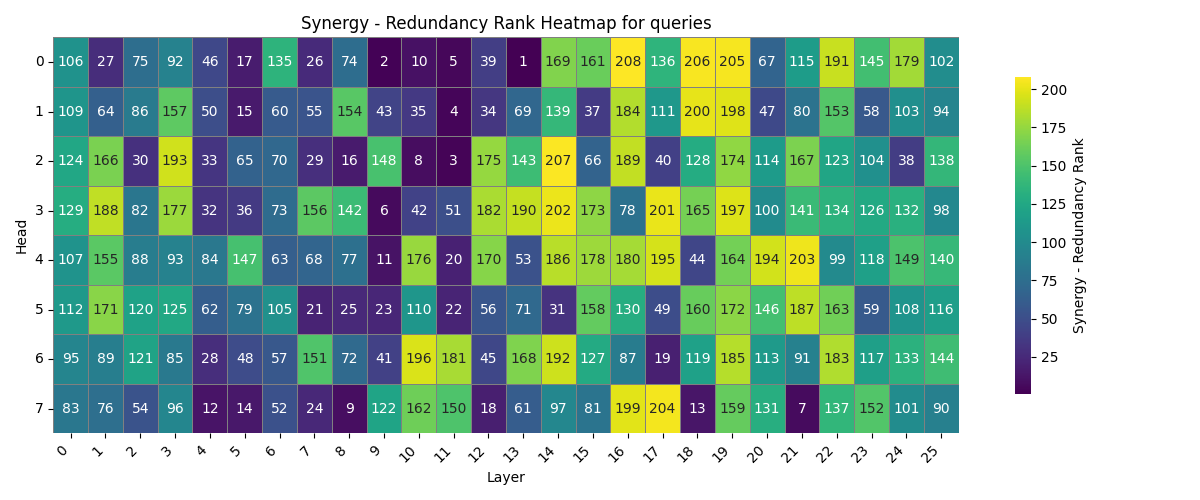 Synergy - Redundancy Rank Heatmap for queries
0 106 27 75 92 46 17 135 26 74 2 10 5 39 1 169 161 208 136 206 205 67 115 191 145 179 102
1 109 64 86 157 50 15 60 55 154 43 35 4 34 69 139 37 184 111 200 198 47 80 153 58 103 94
2 124 166 30 193 33 65 70 29 16 148 8 3 175 143 207 66 189 40 128 174 114 167 123 104 38 138
3 129 188 82 177 32 36 73 156 142 6 42 51 182 190 202 173 78 201 165 197 100 141 134 126 132 98
4 107 155 88 93 84 147 63 68 77 11 176 20 170 53 186 178 180 195 44 164 194 203 99 118 149 140
5 112 171 120 125 62 79 105 21 25 23 110 22 56 71 31 158 130 49 160 172 146 187 163 59 108 116
6 95 89 121 85 28 48 57 151 72 41 196 181 45 168 192 127 87 19 119 185 113 91 183 117 133 144
7 83 76 54 96 12 14 52 24 9 122 162 150 18 61 97 81 199 204 13 159 131 7 137 152 101 90
0 1 2 3 4 5 6 7 8 9 10 11 12 13 14 15 16 17 18 19 20 21 22 23 24 25
Layer
Head
200
175
150
125
100
75
50
25
Synergy - Redundancy Rank